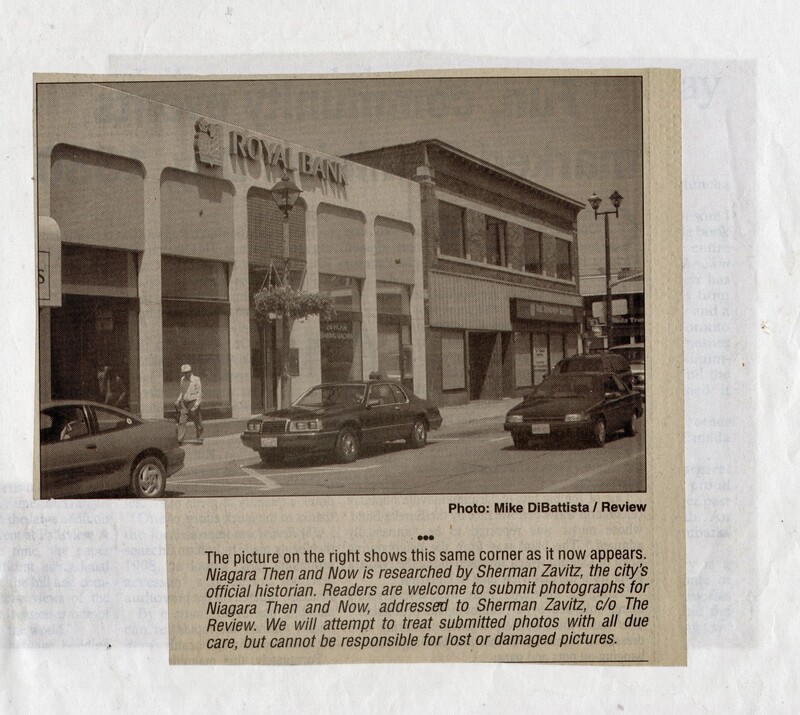 ROYAL BANK
S
Photo: Mike DiBattista / Review
•••
The picture on the right shows this same corner as it now appears.
Niagara Then and Now is researched by Sherman Zavitz, the city's
official historian. Readers are welcome to submit photographs for
Niagara Then and Now, addressed to Sherman Zavitz, c/o The
Review. We will attempt to treat submitted photos with all due
care, but cannot be responsible for lost or damaged pictures.